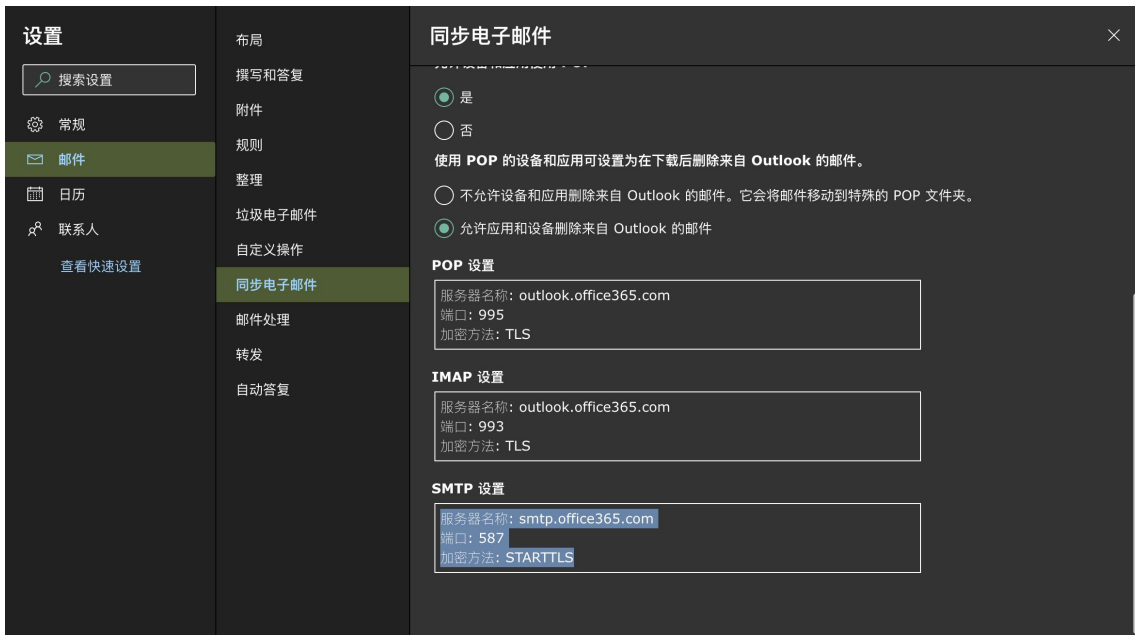 设置
搜索设置
常规
邮件
日历
联系人
查看快速设置
布局
撰写和答复
附件
规则
整理
垃圾电子邮件
自定义操作
同步电子邮件
邮件处理
转发
自动答复
同步电子邮件
是
否
使用 POP 的设备和应用可设置为在下载后删除来自 Outlook 的邮件。
不允许设备和应用删除来自 Outlook 的邮件。它会将邮件移动到特殊的 POP 文件夹。
允许应用和设备删除来自 Outlook 的邮件
POP 设置
服务器名称: outlook.office365.com
端口: 995
加密方法: TLS
IMAP 设置
服务器名称: outlook.office365.com
端口: 993
加密方法: TLS
SMTP 设置
服务器名称: smtp.office365.com
端口: 587
加密方法: STARTTLS